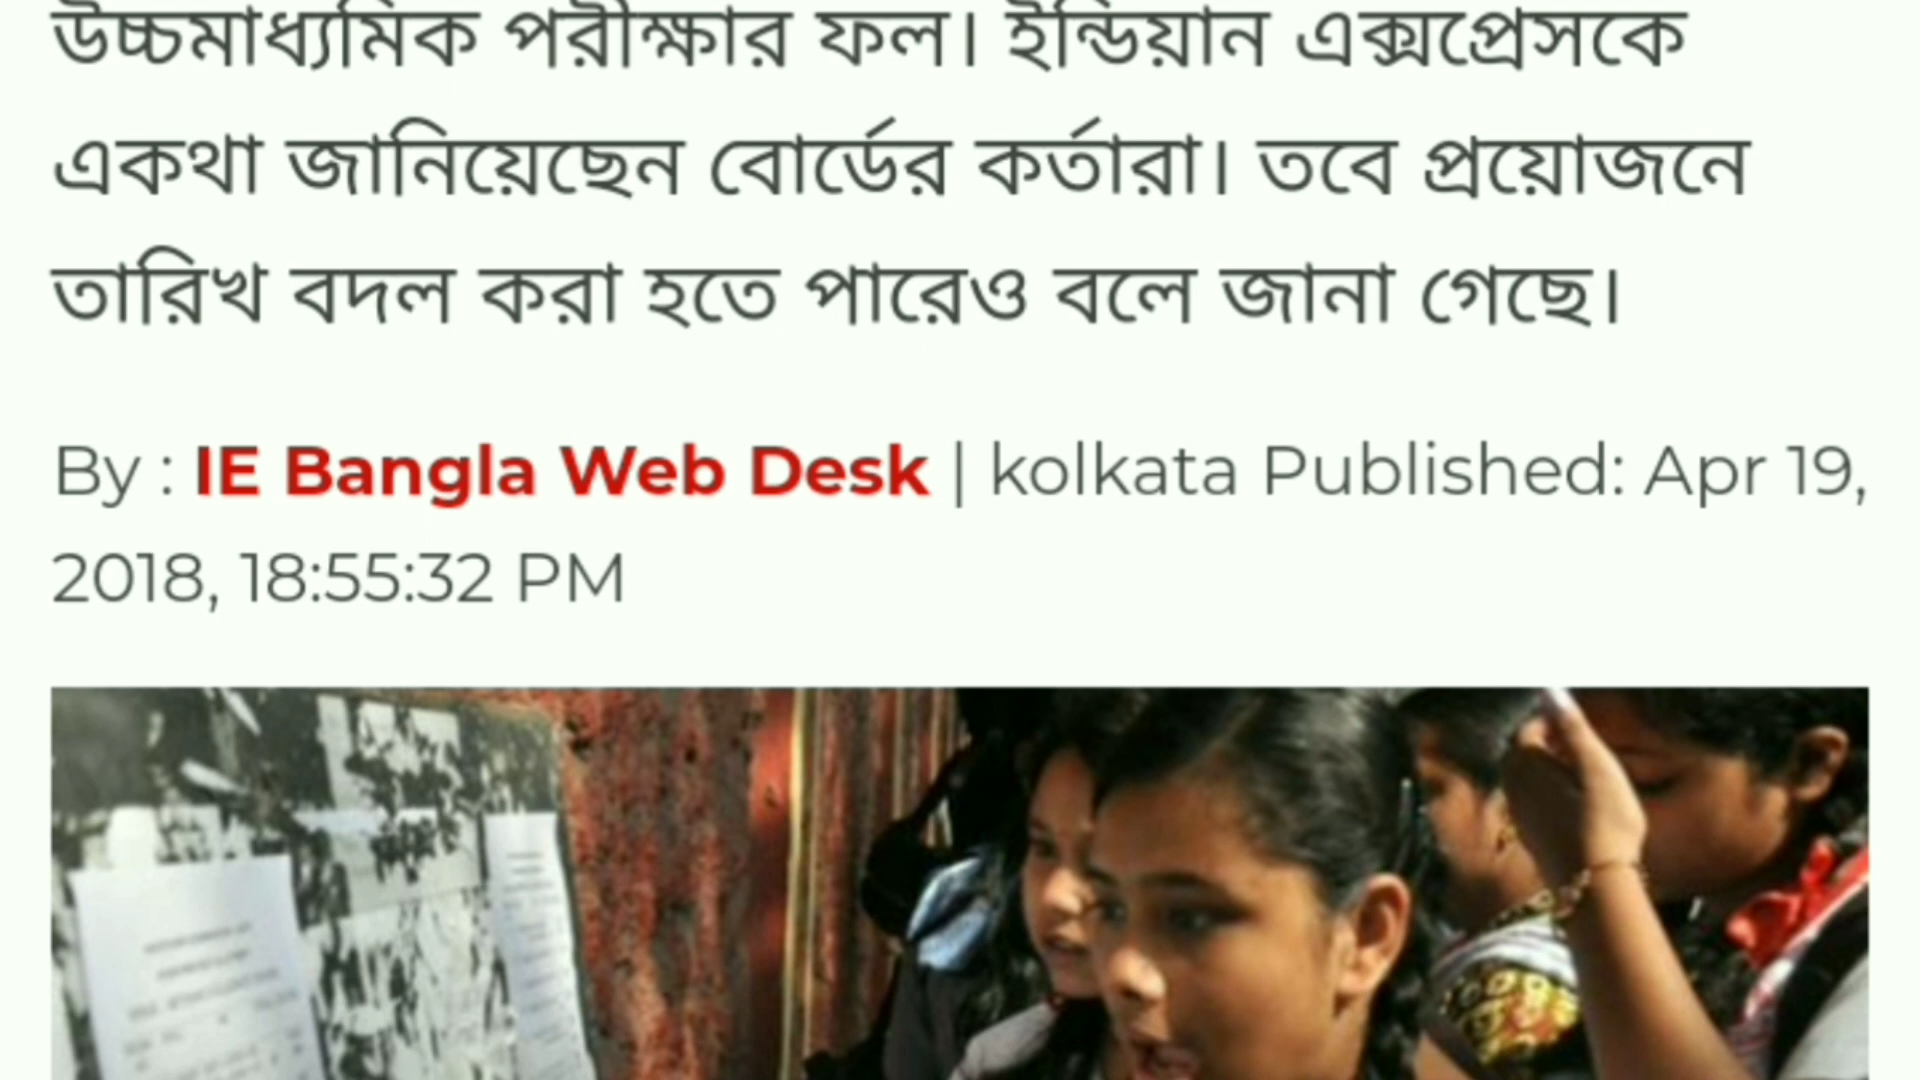 উচ্চমাধ্যমিক পরীক্ষার ফল। ইন্ডিয়ান এক্সপ্রেসকে
একথা জানিয়েছেন বোর্ডের কর্তারা। তবে প্রয়োজনে
তারিখ বদল করা হতে পারেও বলে জানা গেছে।
By : IE Bangla Web Desk | kolkata Published: Apr 19,
2018, 18:55:32 PM